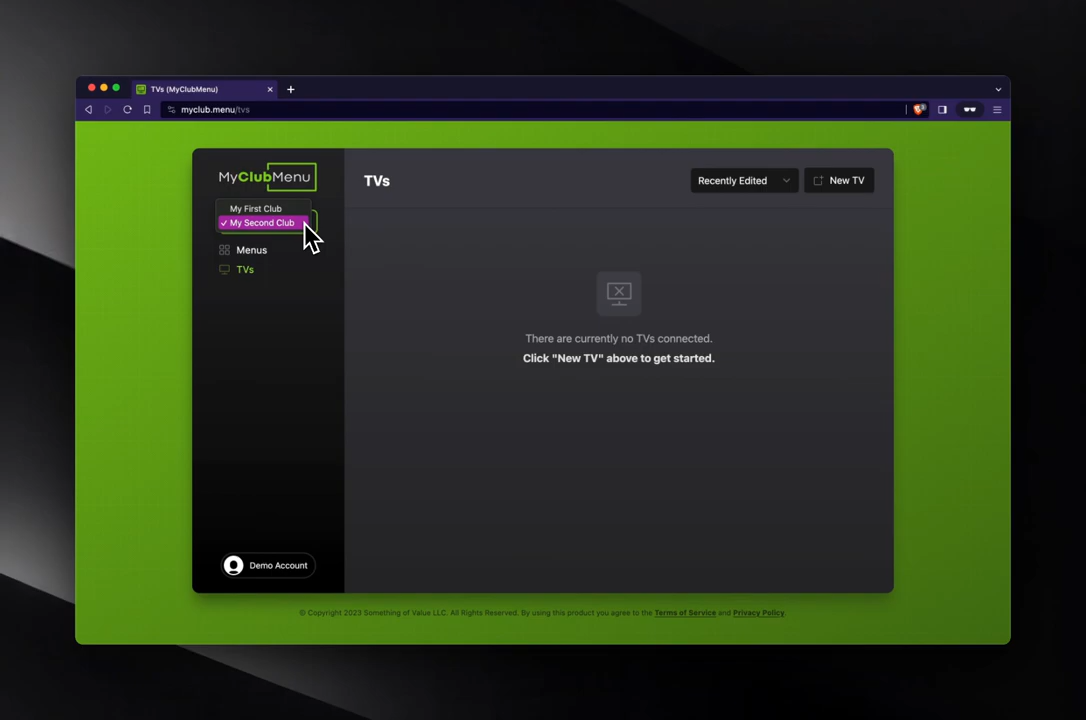 TVs (MyClubMenu)
myclub.menu/tvs
MyClubMenu
TVs
Recently Edited
New TV
My First Club
✓ My Second Club
Menus
TVs
There are currently no TVs connected.
Click "New TV" above to get started.
Demo Account
© Copyright 2023 Something of Value LLC. All Rights Reserved. By using this product you agree to the Terms of Service and Privacy Policy.